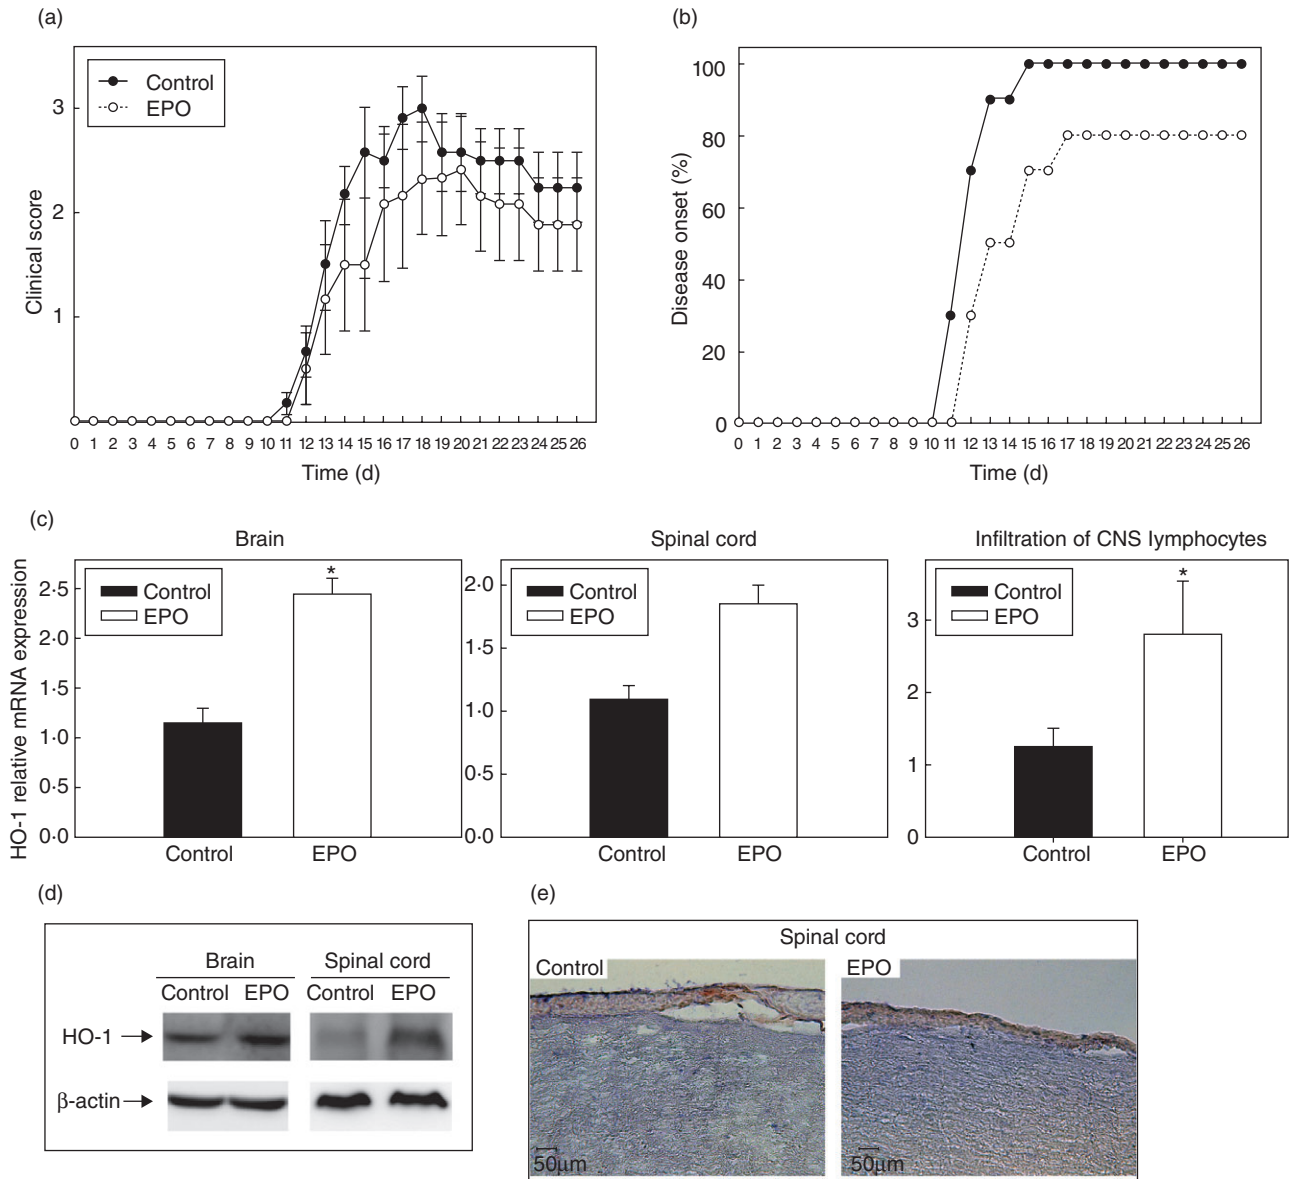 (a)
Control
EPO
3
2
1
Clinical score
0 1 2 3 4 5 6 7 8 9 10 11 12 13 14 15 16 17 18 19 20 21 22 23 24 25 26
Time (d)
(b)
100
80
60
40
20
0
Disease onset (%)
0 1 2 3 4 5 6 7 8 9 10 11 12 13 14 15 16 17 18 19 20 21 22 23 24 25 26
Time (d)
(c)
HO-1 relative mRNA expression
Brain
Control
EPO
*
2·5
2·0
1·5
1·0
0·5
0·0
Control EPO
Spinal cord
Control
EPO
2·0
1·5
1·0
0·5
0·0
Control EPO
Infiltration of CNS lymphocytes
Control
EPO
*
3
2
1
0
Control EPO
(d)
Brain Spinal cord
Control EPO Control EPO
HO-1
β-actin
(e)
Spinal cord
Control EPO
50μm 50μm